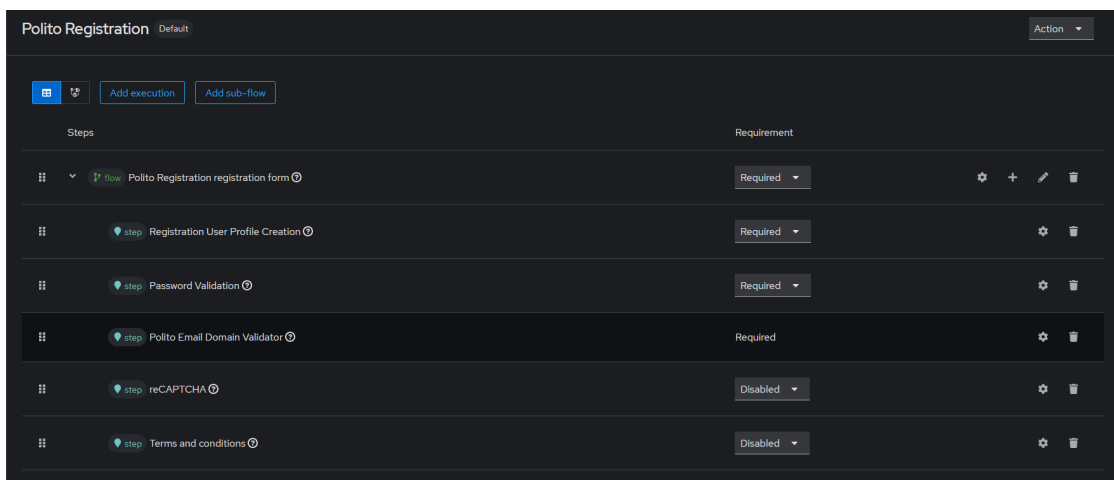 Polito Registration Default Action
Add execution Add sub-flow
Steps Requirement
flow Polito Registration registration form Required
step Registration User Profile Creation Required
step Password Validation Required
step Polito Email Domain Validator Required
step reCAPTCHA Disabled
step Terms and conditions Disabled